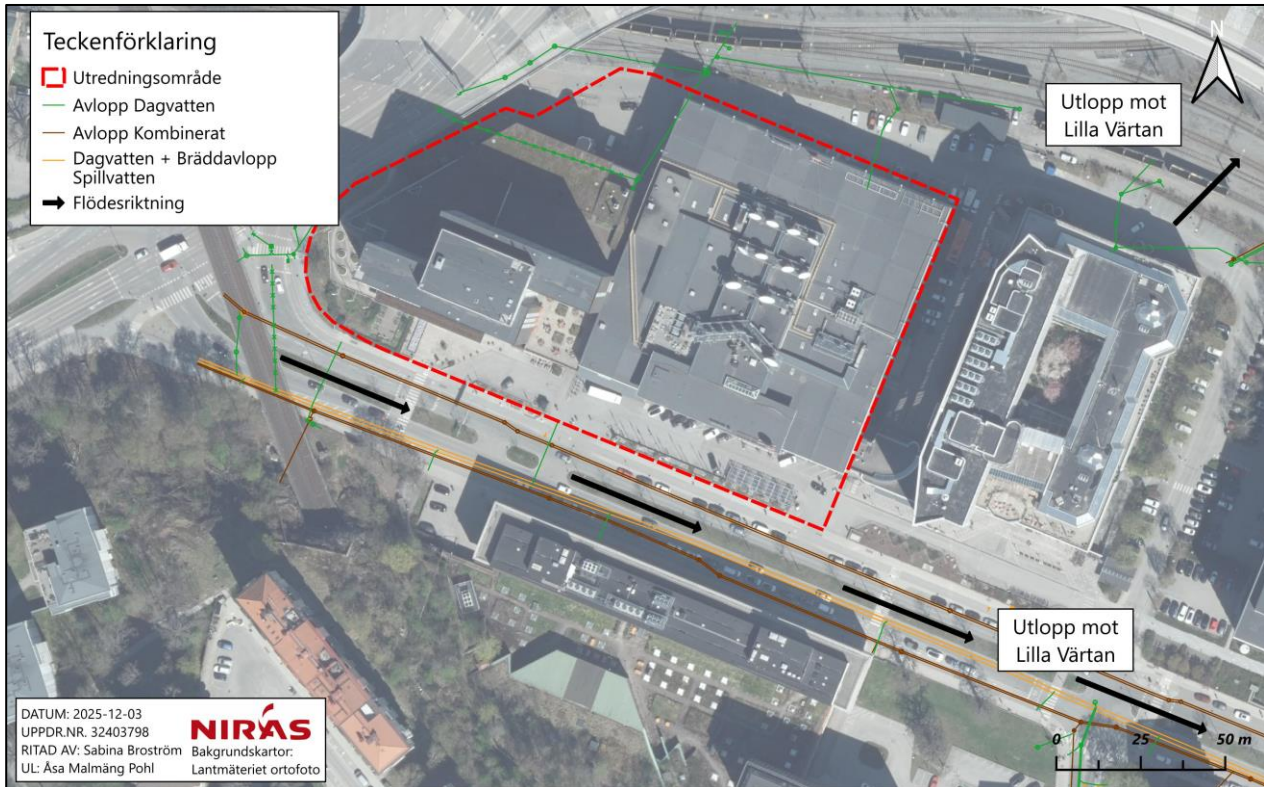 Teckenförklaring
Utredningsområde
Avlopp Dagvatten
Avlopp Kombinerat
Dagvatten + Bräddavlopp
Spillvatten
Flödesriktning
N
Utlopp mot
Lilla Värtan
Utlopp mot
Lilla Värtan
0 25 50 m
DATUM: 2025-12-03
UPPDR.NR. 32403798
RITAD AV: Sabina Broström
UL: Åsa Malmäng Pohl
NIRAS
Bakgrundskartor:
Lantmäteriet ortofoto